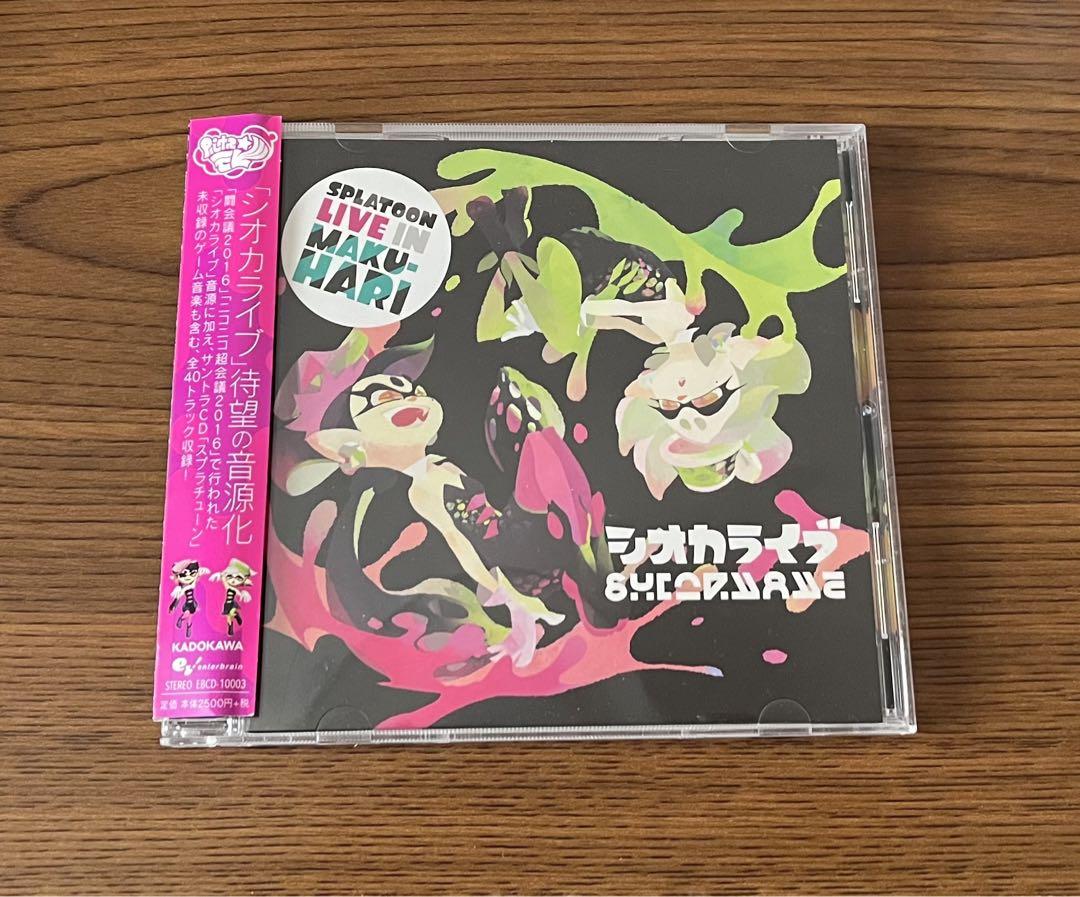 「シオカライブ」待望の音源化
「闘会議2016」「ニコニコ超会議2016」で行われた
「シオカライブ」音源に加え、サントラCD「スプラチューン」
未収録のゲーム音楽も含む、全40トラック収録！
KADOKAWA
enterbrain
STEREO EBCD-10003
定価 本体2500円+税
SPLATOON
LIVE IN
MAKU-
HARI
シオカライブ